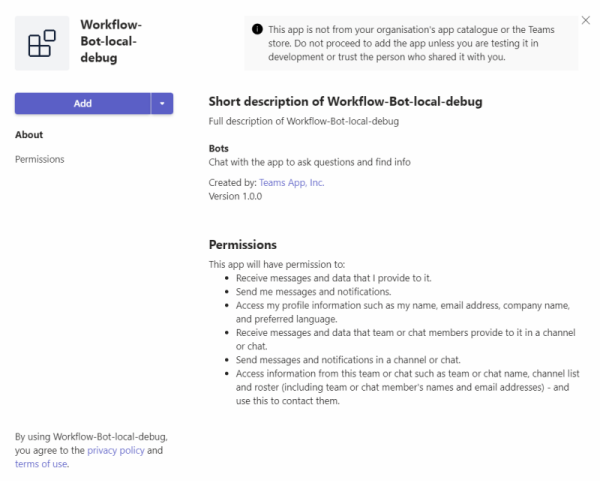 Workflow-
Bot-local-
debug
This app is not from your organisation's app catalogue or the Teams
store. Do not proceed to add the app unless you are testing it in
development or trust the person who shared it with you.
Add
About
Permissions
Short description of Workflow-Bot-local-debug
Full description of Workflow-Bot-local-debug
Bots
Chat with the app to ask questions and find info
Created by: Teams App, Inc.
Version 1.0.0
Permissions
This app will have permission to:
• Receive messages and data that I provide to it.
• Send me messages and notifications.
• Access my profile information such as my name, email address, company name,
and preferred language.
• Receive messages and data that team or chat members provide to it in a channel
or chat.
• Send messages and notifications in a channel or chat.
• Access information from this team or chat such as team or chat name, channel list
and roster (including team or chat member's names and email addresses) - and
use this to contact them.
By using Workflow-Bot-local-debug,
you agree to the privacy policy and
terms of use.